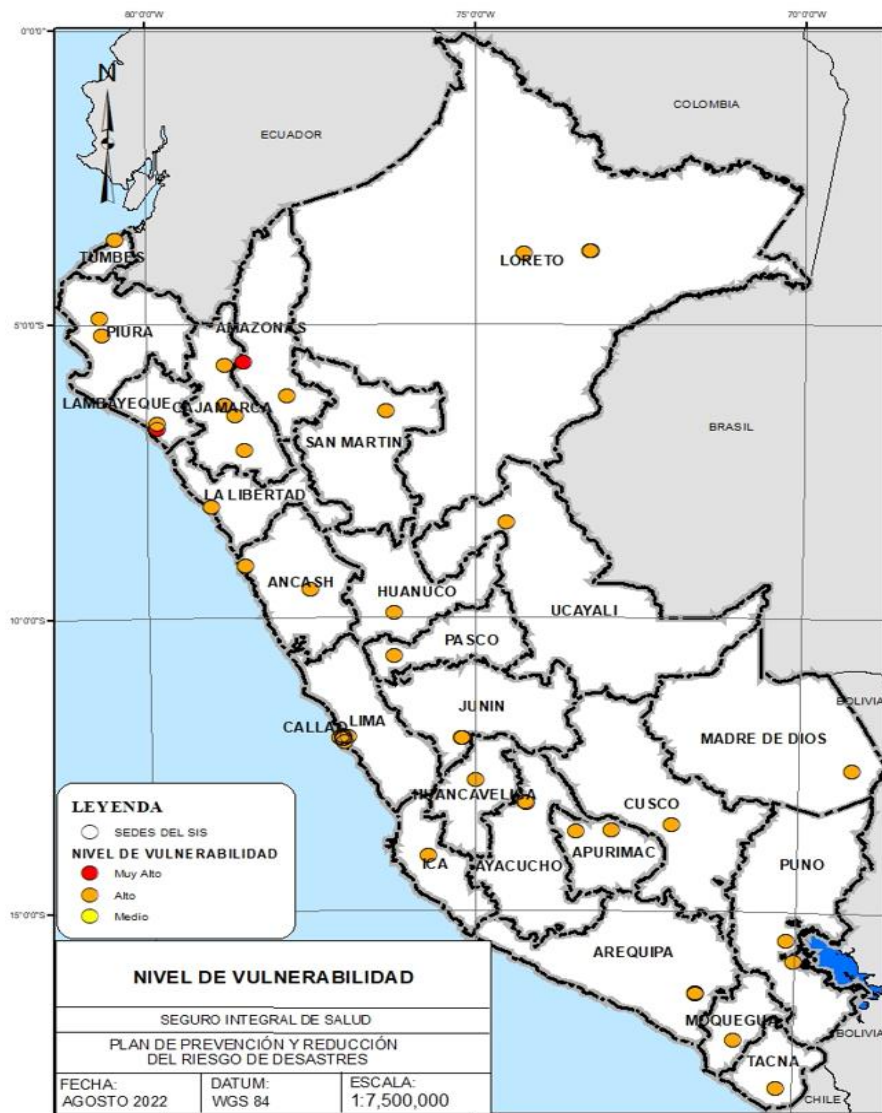 80°0'0"
75°0'0"
70°0'0"
0°0'0"
N
COLOMBIA
ECUADOR
TUMBES
LORETO
5°0'0"S
PIURA
AMAZONAS
LAMBAYEQUE
CAJAMARCA
SAN MARTIN
BRASIL
LA LIBERTAD
ANCASH
HUANUCO
UCAYALI
10°0'0"S
PASCO
JUNIN
BOLIVIA
CALLAO
LIMA
MADRE DE DIOS
HUANCAVELICA
CUSCO
ICA
AYACUCHO
APURIMAC
PUNO
LEYENDA
SEDES DEL SIS
NIVEL DE VULNERABILIDAD
Muy Alto
Alto
Medio
15°0'0"S
AREQUIPA
MOQUEGUA
BOLIVIA
TACNA
CHILE
NIVEL DE VULNERABILIDAD
SEGURO INTEGRAL DE SALUD
PLAN DE PREVENCIÓN Y REDUCCIÓN
DEL RIESGO DE DESASTRES
FECHA:
AGOSTO 2022
DATUM:
WGS 84
ESCALA:
1:7,500,000